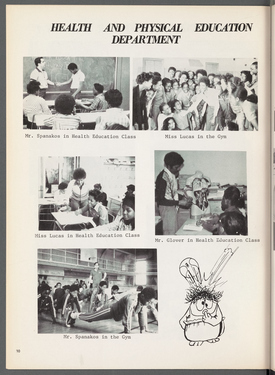 HEALTH AND PHYSICAL EDUCATION
DEPARTMENT
Mr. Spanakos in Health Education Class
Miss Lucas in the Gym
Miss Lucas in Health Education Class
Mr. Glover in Health Education Class
Mr. Spanakos in the Gym